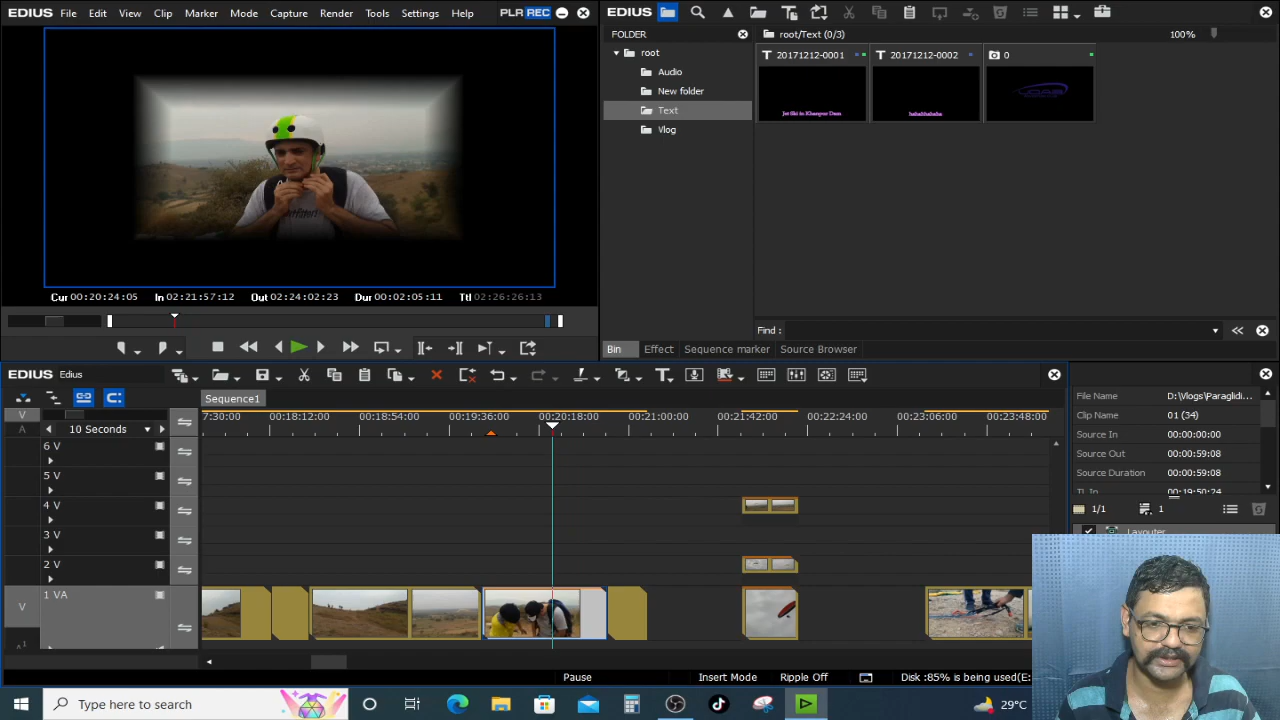 EDIUS File Edit View Clip Marker Mode Capture Render Tools Settings Help PLR REC
Cur 00:20:24:05 In 02:21:57:12 Out 02:24:02:23 Dur 00:02:05:11 Ttl 02:26:26:13
EDIUS
FOLDER
root
Audio
New folder
Text
Vlog
root/Text (0/3) 100%
T 20171212-0001 T 20171212-0002 0
Jet Ski in Khanpur Dam hahahhahaha
Find :
Bin Effect Sequence marker Source Browser
EDIUS Edius
Sequence1
V
A
10 Seconds
7:30:00 00:18:12:00 00:18:54:00 00:19:36:00 00:20:18:00 00:21:00:00 00:21:42:00 00:22:24:00 00:23:06:00 00:23:48:00
6 V
5 V
4 V
3 V
2 V
1 VA
V
File Name D:\Vlogs\Paraglidi...
Clip Name 01 (34)
Source In 00:00:00:00
Source Out 00:00:59:08
Source Duration 00:00:59:08
TL In 00:19:50:24
1/1 1
Layouter
Pause Insert Mode Ripple Off Disk :85% is being used(E:
Type here to search
29°C